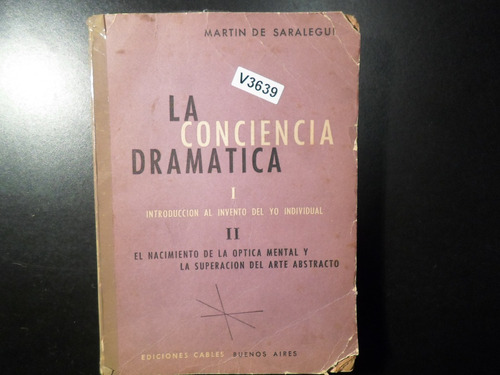 MARTIN DE SARALEGUI
V3639
LA
CONCIENCIA
DRAMATICA
I
INTRODUCCION AL INVENTO DEL YO INDIVIDUAL
II
EL NACIMIENTO DE LA OPTICA MENTAL Y
LA SUPERACION DEL ARTE ABSTRACTO
EDICIONES CABLES BUENOS AIRES